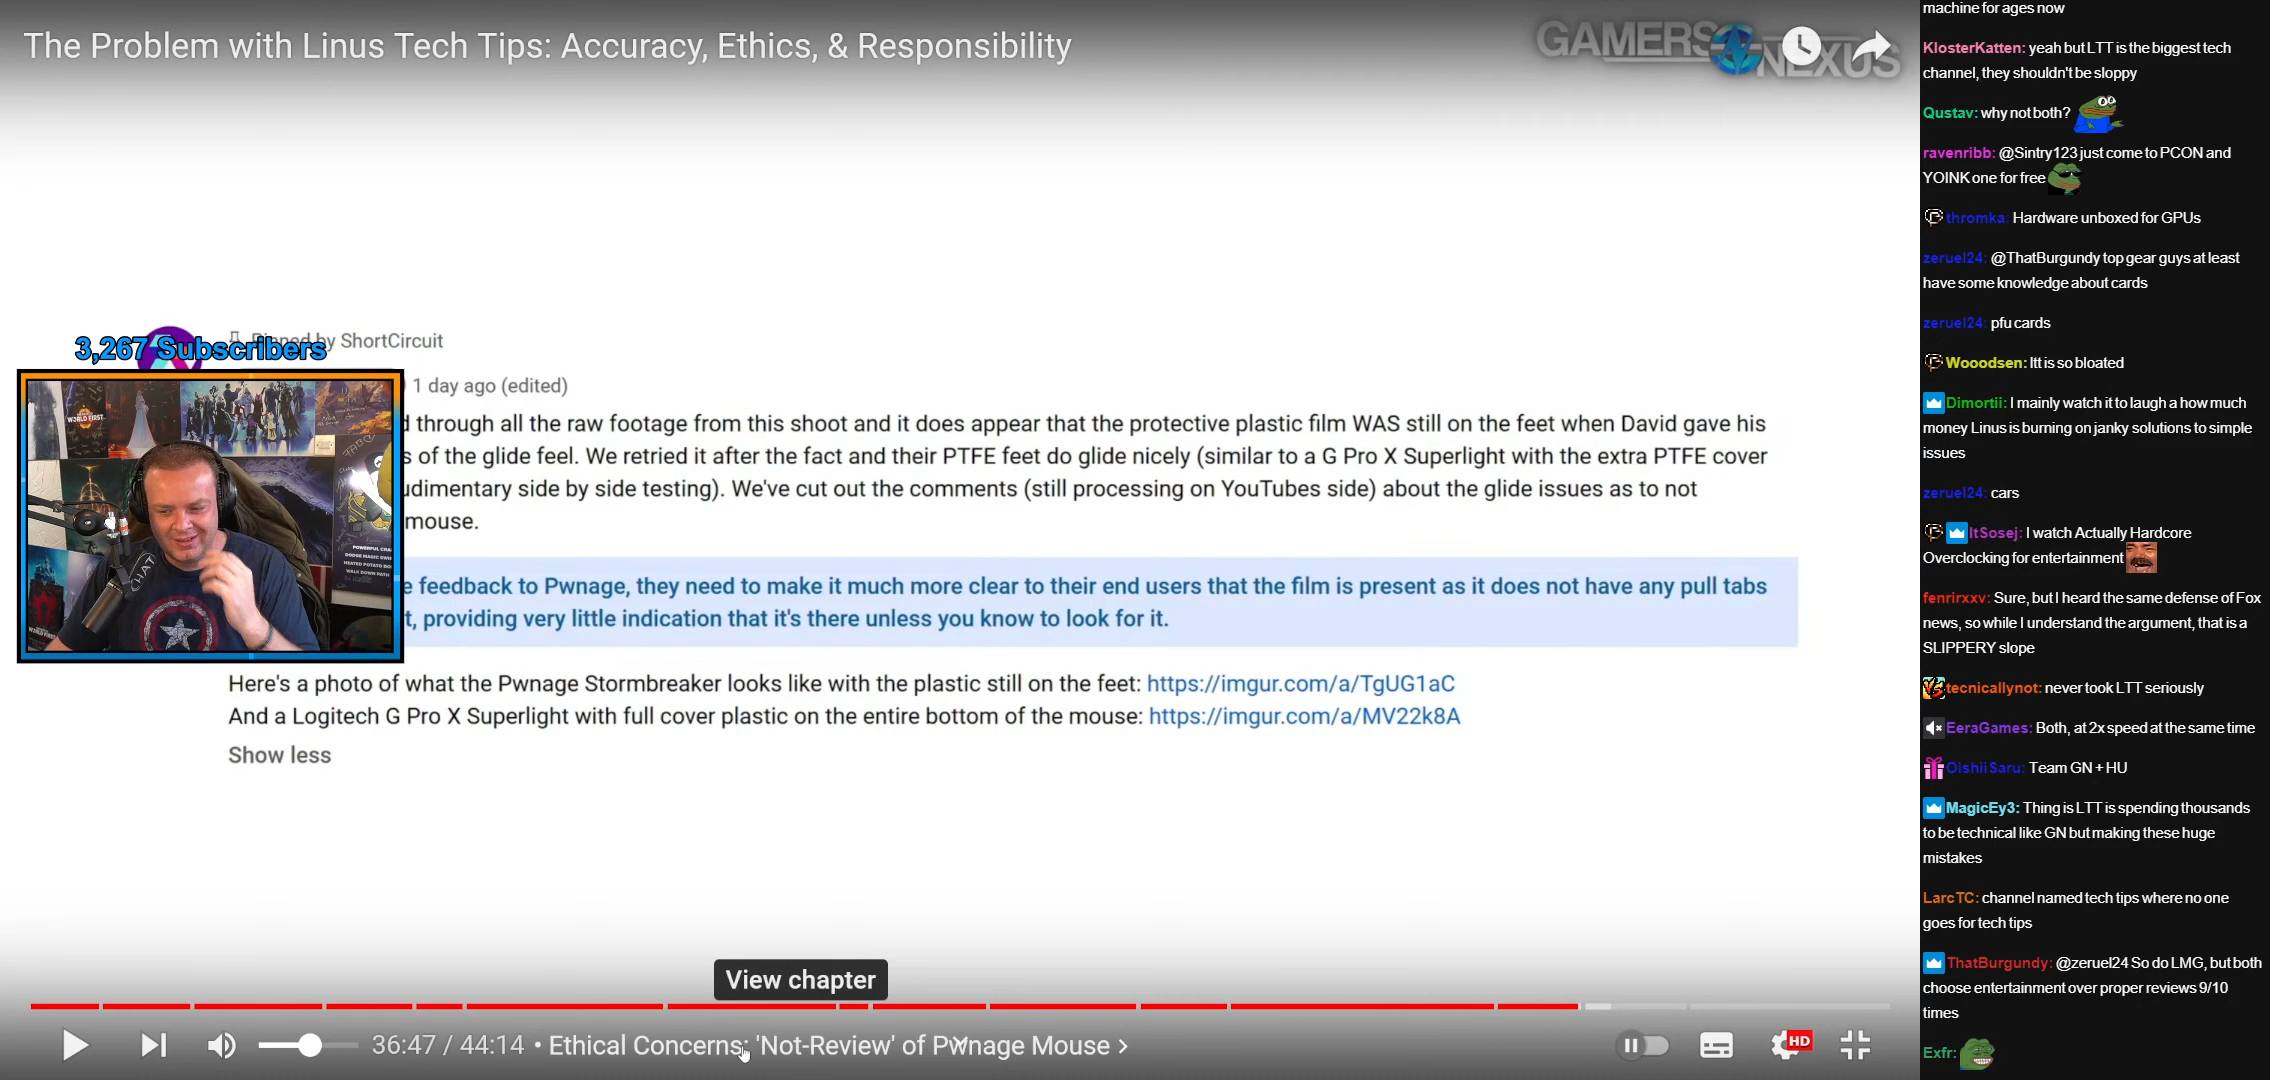 The Problem with Linus Tech Tips: Accuracy, Ethics, & Responsibility
GAMERS NEXUS
Pinned by ShortCircuit
3,267 Subscribers
1 day ago (edited)
through all the raw footage from this shoot and it does appear that the protective plastic film WAS still on the feet when David gave his
of the glide feel. We retried it after the fact and their PTFE feet do glide nicely (similar to a G Pro X Superlight with the extra PTFE cover
udimentary side by side testing). We've cut out the comments (still processing on YouTubes side) about the glide issues as to not
mouse.
feedback to Pwnage, they need to make it much more clear to their end users that the film is present as it does not have any pull tabs
t, providing very little indication that it's there unless you know to look for it.
Here's a photo of what the Pwnage Stormbreaker looks like with the plastic still on the feet: https://imgur.com/a/TgUG1aC
And a Logitech G Pro X Superlight with full cover plastic on the entire bottom of the mouse: https://imgur.com/a/MV22k8A
Show less
WORLD FIRST
CHAT
View chapter
36:47 / 44:14 • Ethical Concerns: 'Not-Review' of Pwnage Mouse >
HD
machine for ages now
KlosterKatten: yeah but LTT is the biggest tech
channel, they shouldn't be sloppy
Qustav: why not both?
ravenribb: @Sintry123 just come to PCON and
YOINK one for free
thromka: Hardware unboxed for GPUs
zeruel24: @ThatBurgundy top gear guys at least
have some knowledge about cards
zeruel24: pfu cards
Wooodsen: ltt is so bloated
Dimortii: I mainly watch it to laugh a how much
money Linus is burning on janky solutions to simple
issues
zeruel24: cars
ItSosej: I watch Actually Hardcore
Overclocking for entertainment
fenrirxxv: Sure, but I heard the same defense of Fox
news, so while I understand the argument, that is a
SLIPPERY slope
tecnicallynot: never took LTT seriously
EeraGames: Both, at 2x speed at the same time
OishiiSaru: Team GN + HU
MagicEy3: Thing is LTT is spending thousands
to be technical like GN but making these huge
mistakes
LarcTC: channel named tech tips where no one
goes for tech tips
ThatBurgundy: @zeruel24 So do LMG, but both
choose entertainment over proper reviews 9/10
times
Exfr: